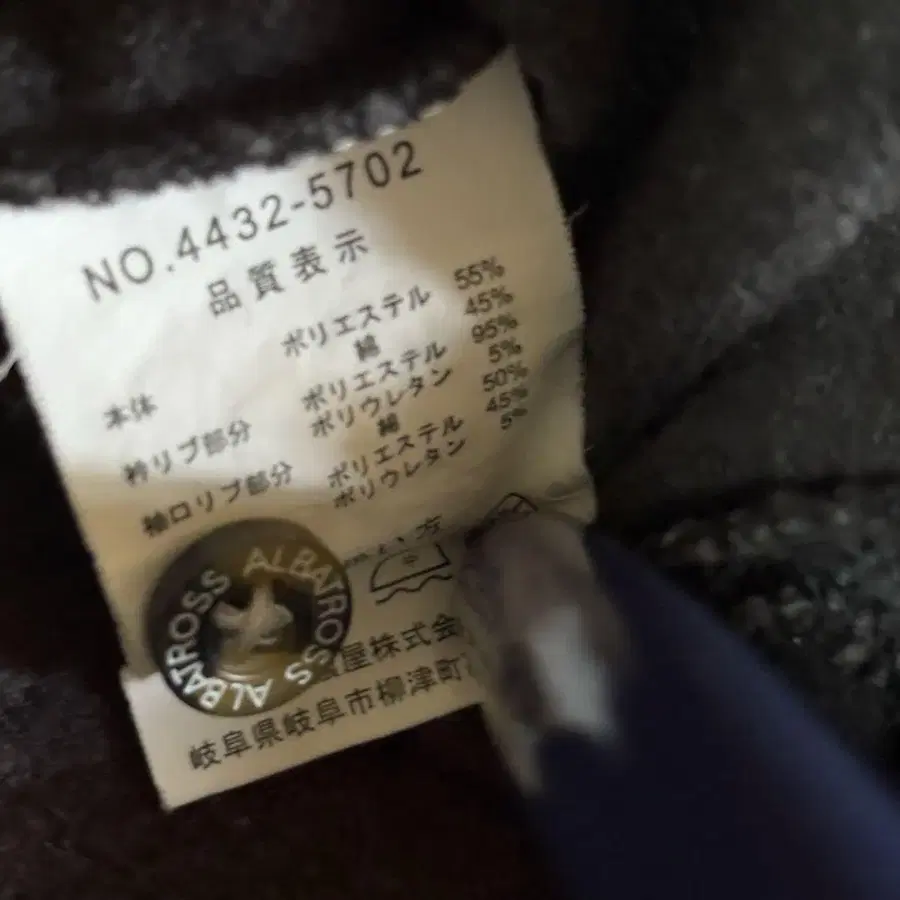 NO.4432-5702
品質表示
本体 ポリエステル 55%
綿 45%
衿リブ部分 ポリエステル 95%
ポリウレタン 5%
袖口リブ部分 綿 50%
ポリエステル 45%
ポリウレタン 5%
方
屋株式会
岐阜県岐阜市柳津町
ALBATROSS ALBATROSS